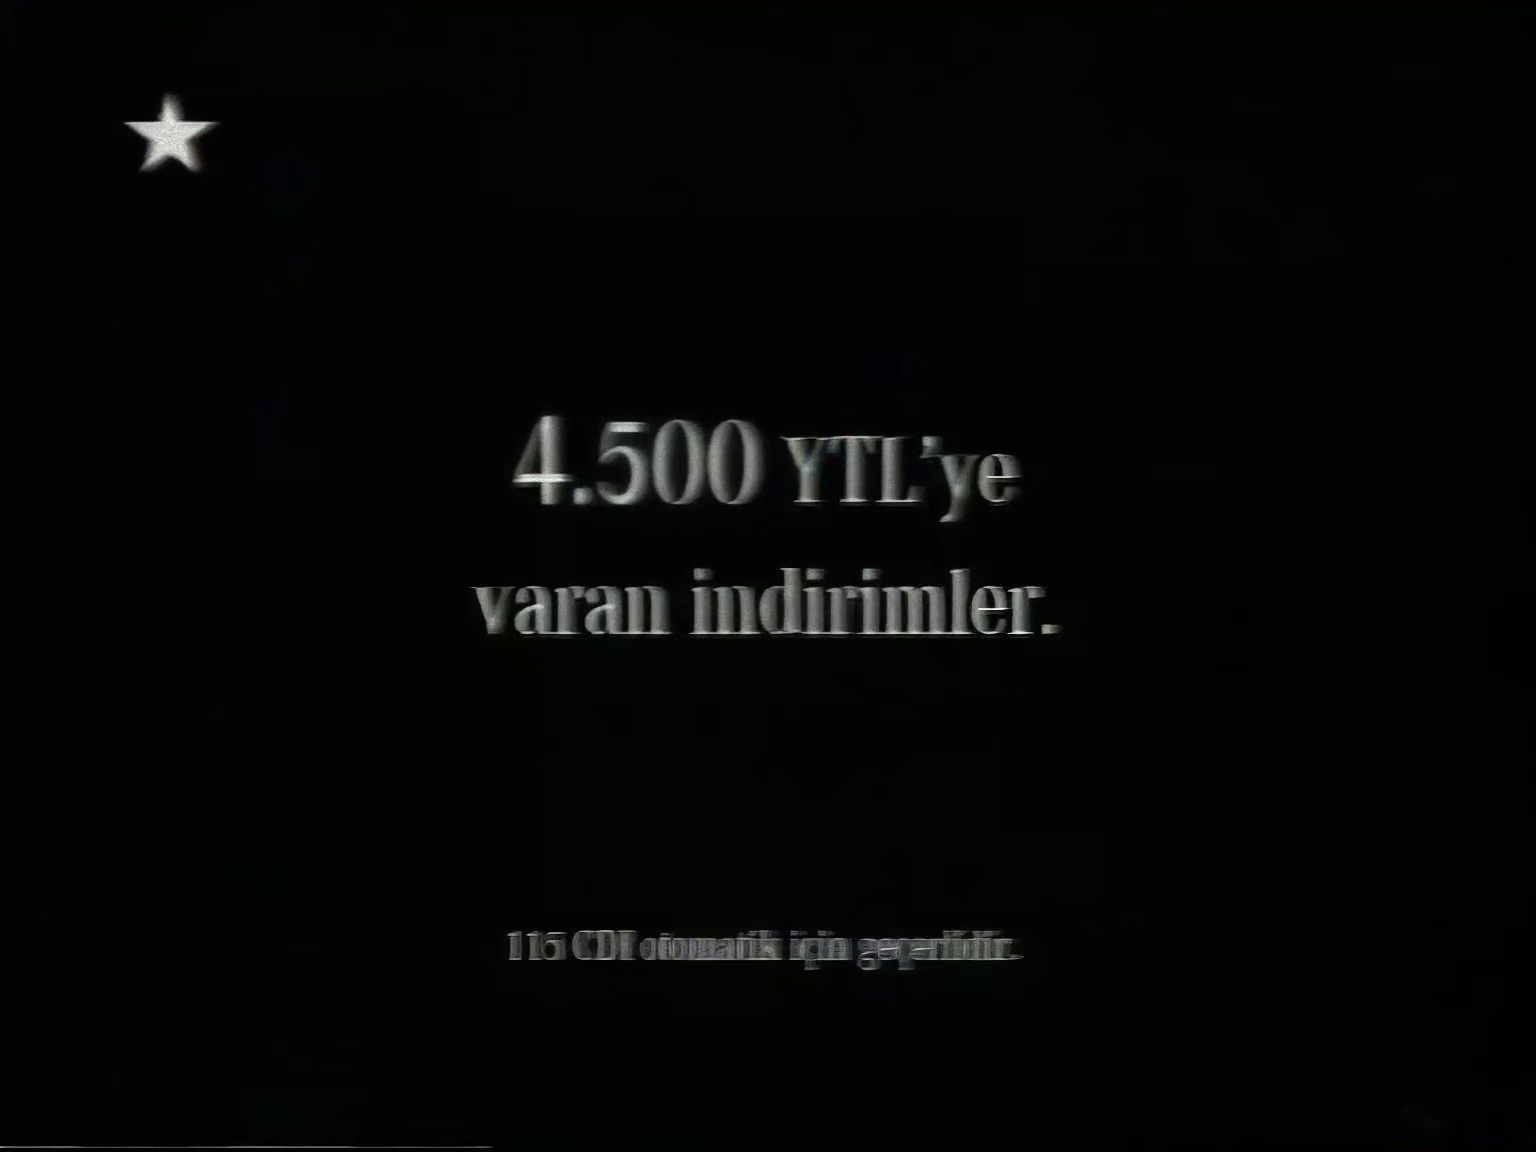 4.500 YTL'ye
varan indirimler.
115 CDI otomatik için geçerlidir.